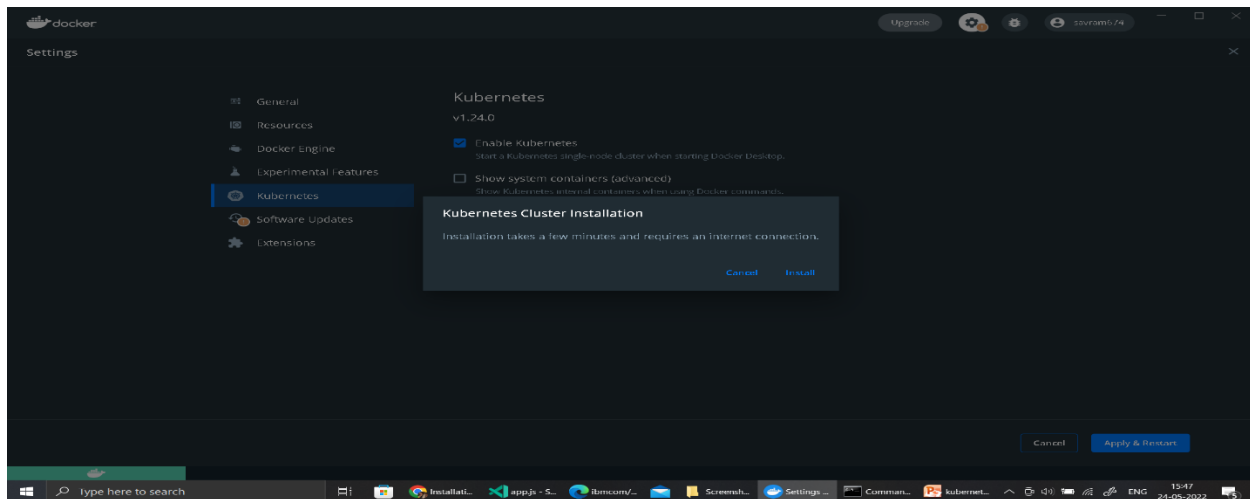 docker
Upgrade
savram674
Settings
General
Resources
Docker Engine
Experimental Features
Kubernetes
Software Updates
Extensions
Kubernetes
v1.24.0
Enable Kubernetes
Start a Kubernetes single-node cluster when starting Docker Desktop.
Show system containers (advanced)
Show Kubernetes internal containers when using Docker commands.
Kubernetes Cluster Installation
Installation takes a few minutes and requires an internet connection.
Cancel Install
Cancel Apply & Restart
Type here to search
Installati...
app.js - S...
ibmcom/...
Screensh...
Settings ...
Comman...
kubernet...
ENG
15:47
24-05-2022
5